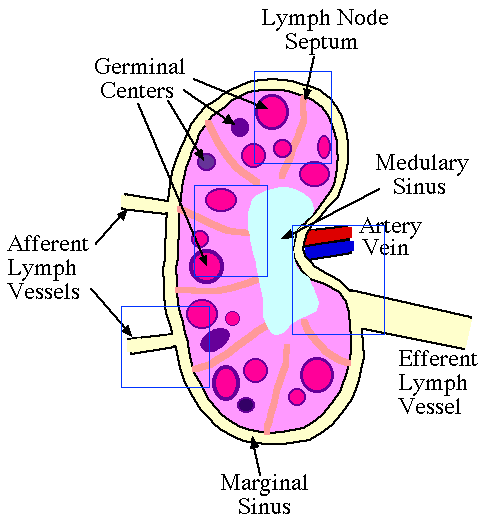 Lymph Node
Septum
Germinal
Centers
Medulary
Sinus
Artery
Vein
Afferent
Lymph
Vessels
Efferent
Lymph
Vessel
Marginal
Sinus